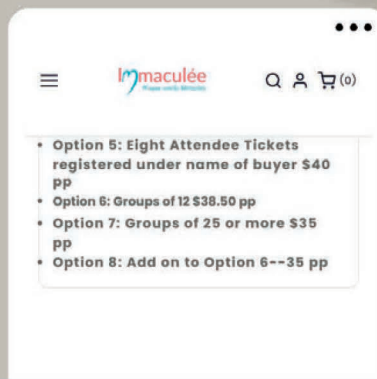 Immaculée
(0)
• Option 5: Eight Attendee Tickets
registered under name of buyer $40
pp
• Option 6: Groups of 12 $38.50 pp
• Option 7: Groups of 25 or more $35
pp
• Option 8: Add on to Option 6--35 pp